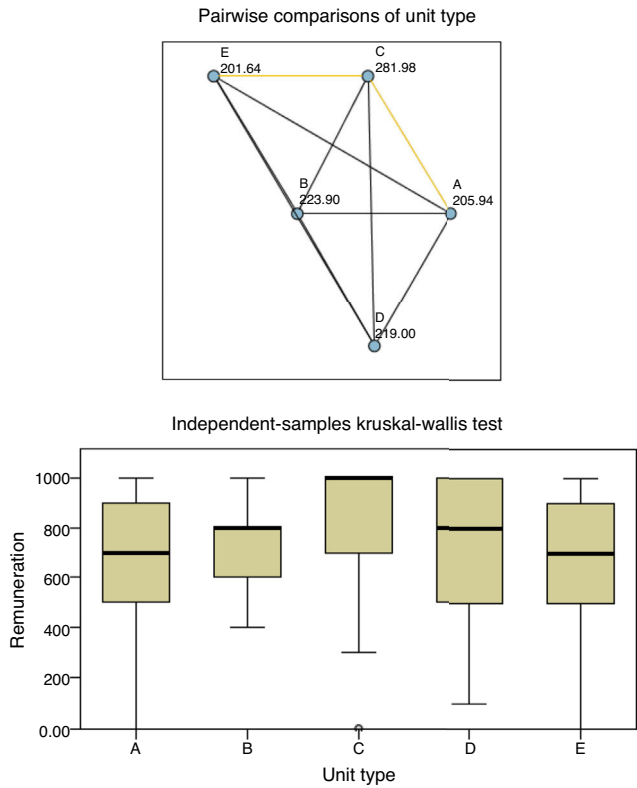 Pairwise comparisons of unit type
E
201.64
C
281.98
B
223.90
A
205.94
D
219.00
Independent-samples kruskal-wallis test
Remuneration
1000
800
600
400
200
0.00
A B C D E
Unit type